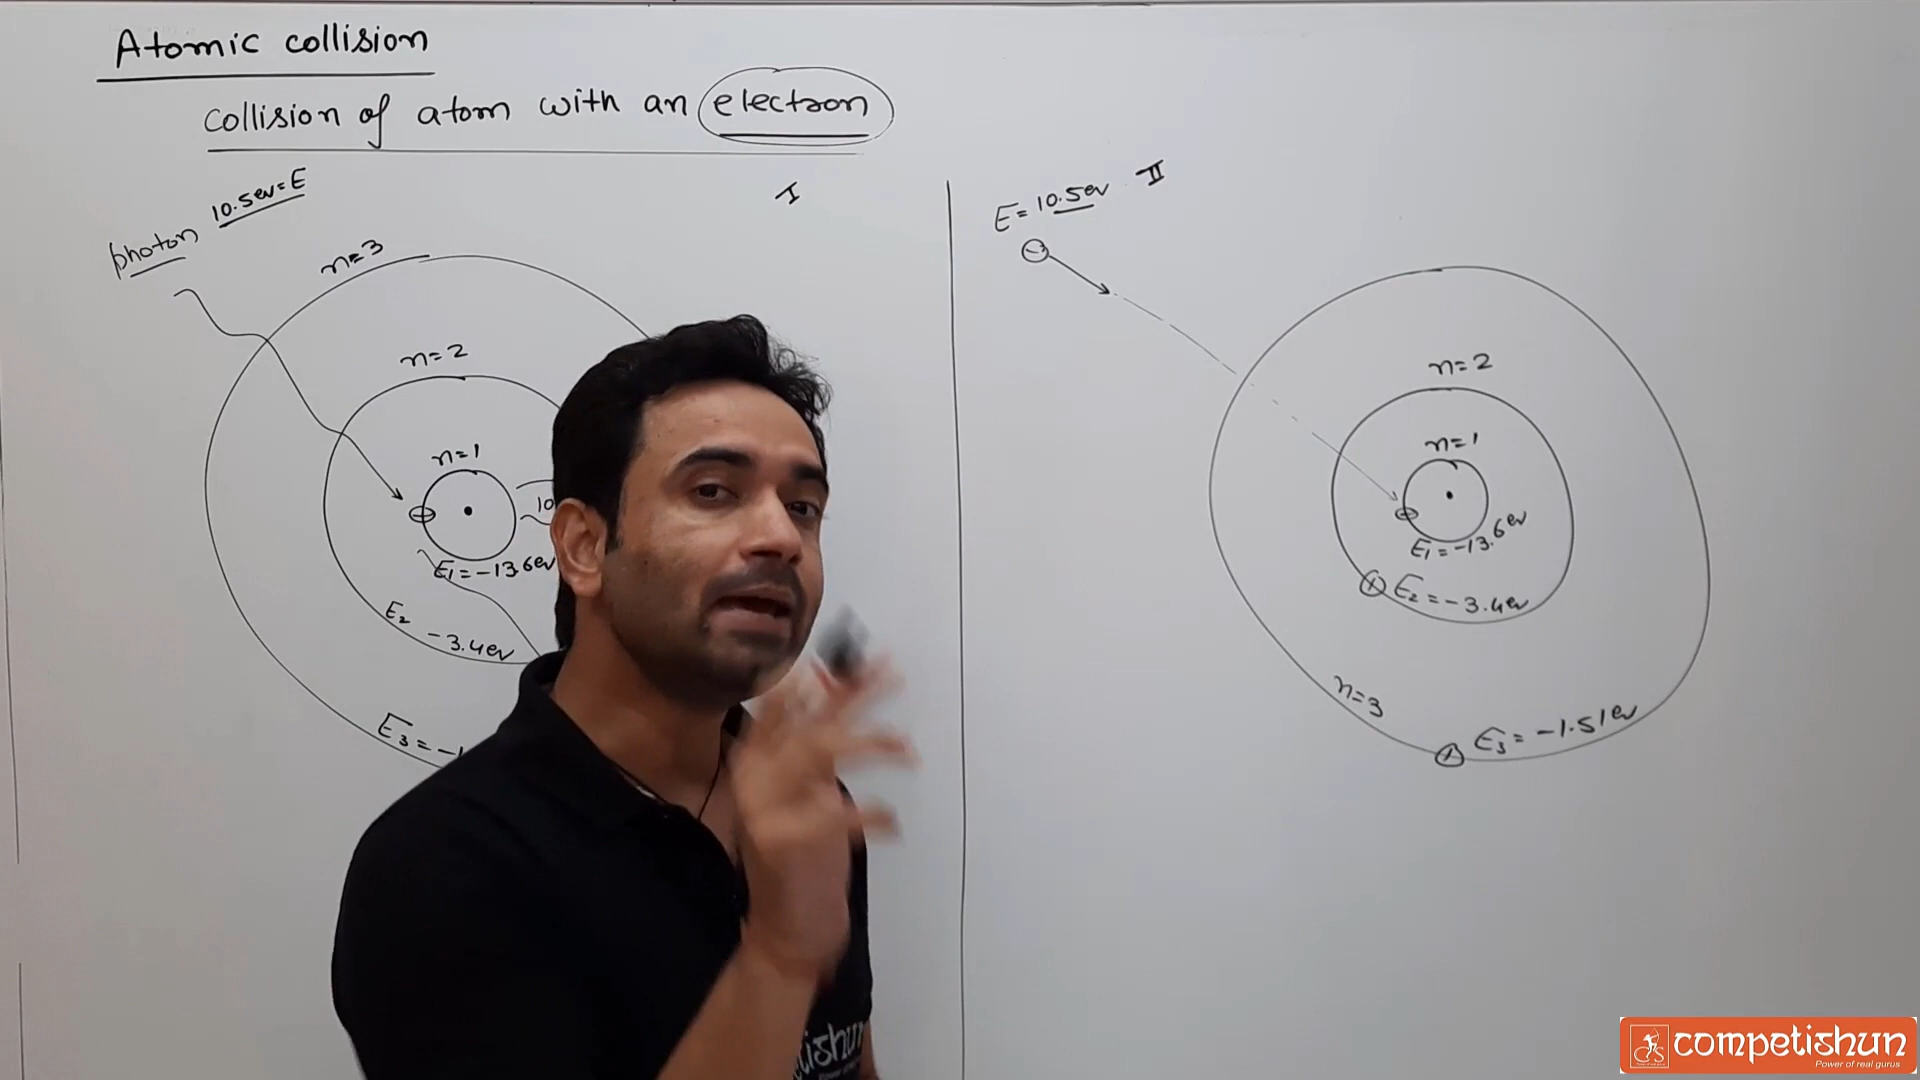 Atomic collision
collision of atom with an electron
photon 10.5ev=E
I
n=3
n=2
n=1
10
E1=-13.6ev
E2 -3.4ev
E3=-1
E=10.5ev II
n=2
n=1
E1=-13.6ev
E2=-3.4ev
n=3
E3=-1.51ev
competishun
Power of real gurus